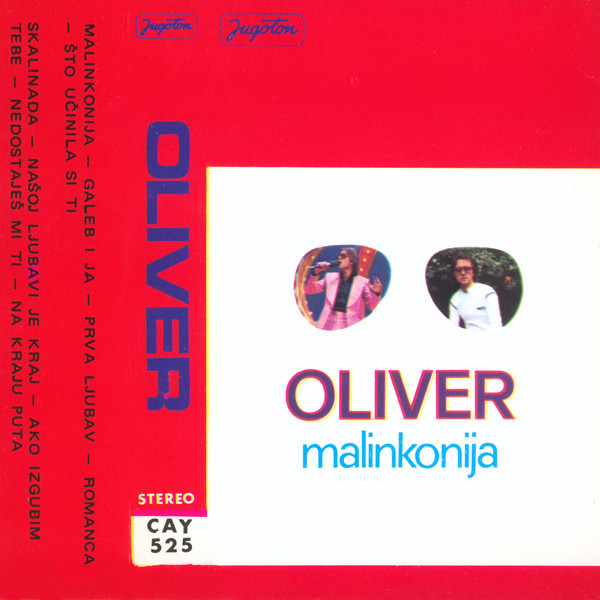 MALINKONIJA – GALEB I JA – PRVA LJUBAV – ROMANCA
– ŠTO UČINILA SI TI
SKALINADA – NAŠOJ LJUBAVI JE KRAJ – AKO IZGUBIM
TEBE – NEDOSTAJEŠ MI TI – NA KRAJU PUTA
Jugoton
OLIVER
STEREO
CAY
525
Jugoton
OLIVER
malinkonija